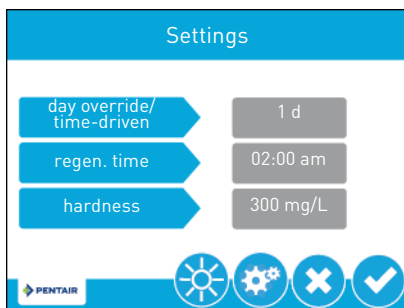 Settings
day override/
time-driven
1 d
regen. time
02:00 am
hardness
300 mg/L
PENTAIR